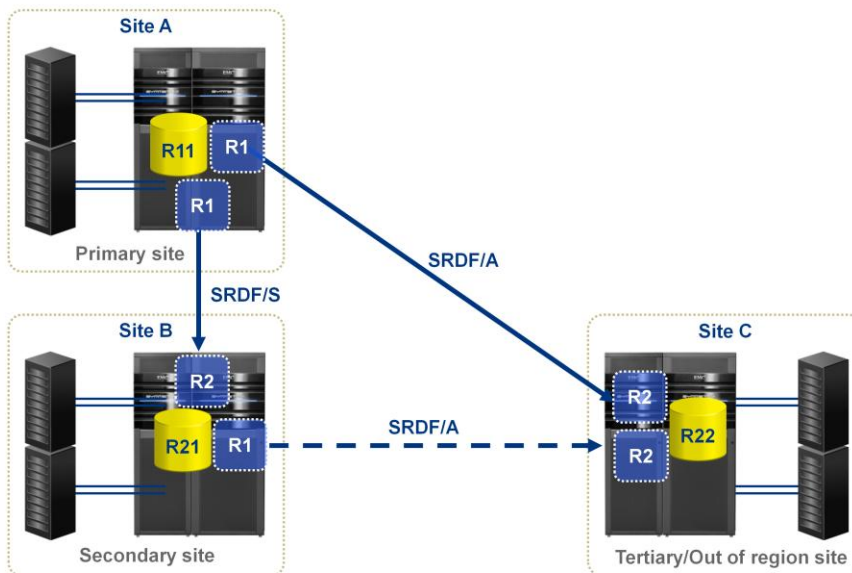 Site A
R11
R1
R1
Primary site
SRDF/A
SRDF/S
Site B
Site C
R2
R2
R21
R1
SRDF/A
R2
R22
Secondary site
Tertiary/Out of region site